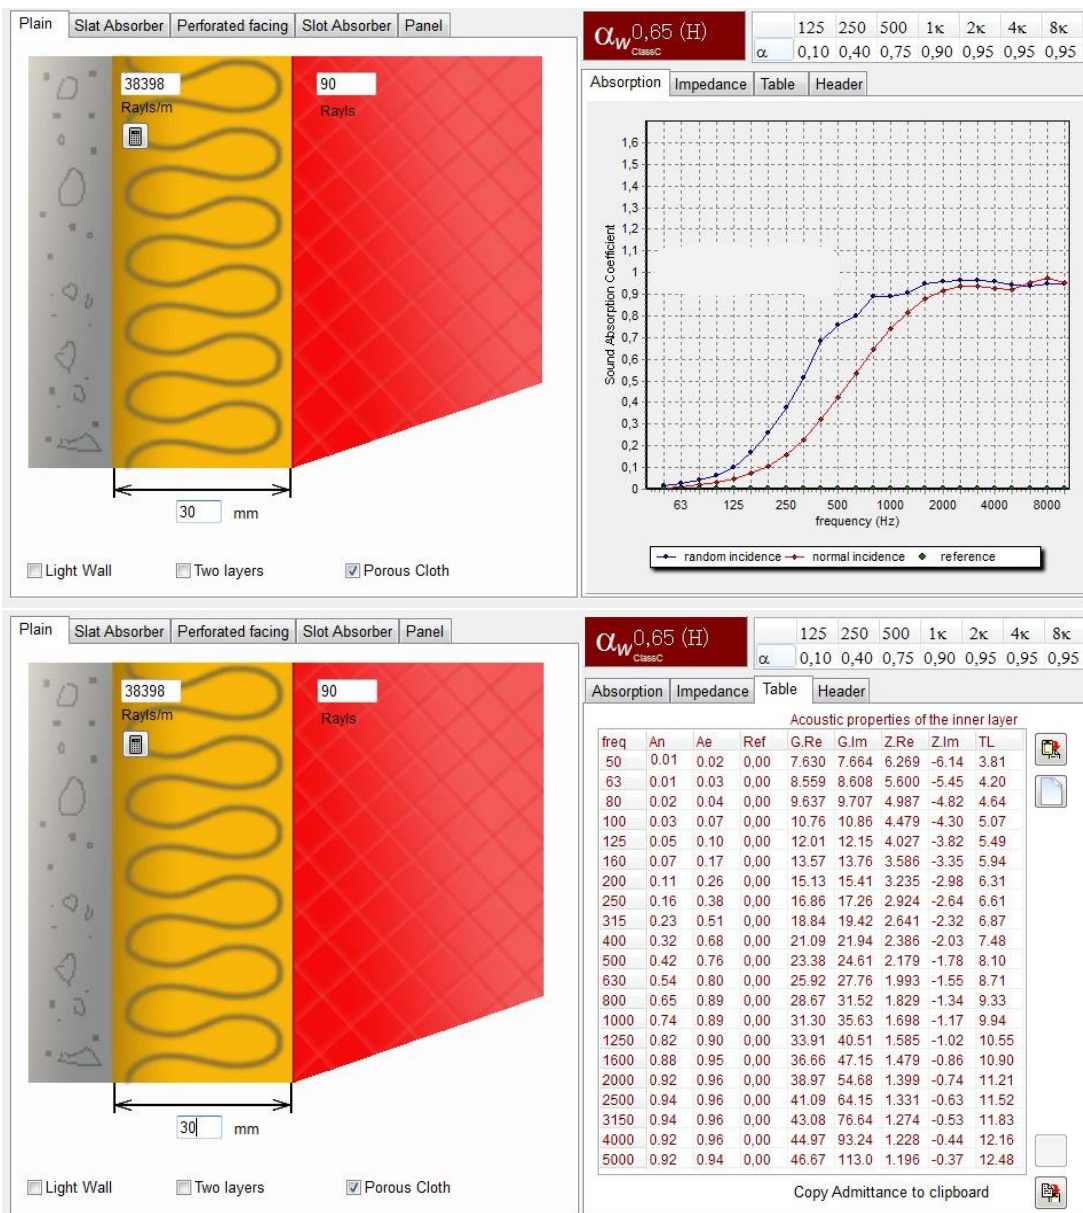 Plain Slat Absorber Perforated facing Slot Absorber Panel
38398
Rayls/m
90
Rayls
30 mm
Light Wall Two layers Porous Cloth
αw 0,65 (H)
ClassC
125 250 500 1κ 2κ 4κ 8κ
α 0,10 0,40 0,75 0,90 0,95 0,95 0,95
Absorption Impedance Table Header
Sound Absorption Coefficient
1,6
1,5
1,4
1,3
1,2
1,1
1
0,9
0,8
0,7
0,6
0,5
0,4
0,3
0,2
0,1
0
63 125 250 500 1000 2000 4000 8000
frequency (Hz)
random incidence normal incidence reference
Plain Slat Absorber Perforated facing Slot Absorber Panel
38398
Rayls/m
90
Rayls
30 mm
Light Wall Two layers Porous Cloth
αw 0,65 (H)
ClassC
125 250 500 1κ 2κ 4κ 8κ
α 0,10 0,40 0,75 0,90 0,95 0,95 0,95
Absorption Impedance Table Header
Acoustic properties of the inner layer
freq An Ae Ref G.Re G.Im Z.Re Z.Im TL
50 0.01 0.02 0,00 7.630 7.664 6.269 -6.14 3.81
63 0.01 0.03 0,00 8.559 8.608 5.600 -5.45 4.20
80 0.02 0.04 0,00 9.637 9.707 4.987 -4.82 4.64
100 0.03 0.07 0,00 10.76 10.86 4.479 -4.30 5.07
125 0.05 0.10 0,00 12.01 12.15 4.027 -3.82 5.49
160 0.07 0.17 0,00 13.57 13.76 3.586 -3.35 5.94
200 0.11 0.26 0,00 15.13 15.41 3.235 -2.98 6.31
250 0.16 0.38 0,00 16.86 17.26 2.924 -2.64 6.61
315 0.23 0.51 0,00 18.84 19.42 2.641 -2.32 6.87
400 0.32 0.68 0,00 21.09 21.94 2.386 -2.03 7.48
500 0.42 0.76 0,00 23.38 24.61 2.179 -1.78 8.10
630 0.54 0.80 0,00 25.92 27.76 1.993 -1.55 8.71
800 0.65 0.89 0,00 28.67 31.52 1.829 -1.34 9.33
1000 0.74 0.89 0,00 31.30 35.63 1.698 -1.17 9.94
1250 0.82 0.90 0,00 33.91 40.51 1.585 -1.02 10.55
1600 0.88 0.95 0,00 36.66 47.15 1.479 -0.86 10.90
2000 0.92 0.96 0,00 38.97 54.68 1.399 -0.74 11.21
2500 0.94 0.96 0,00 41.09 64.15 1.331 -0.63 11.52
3150 0.94 0.96 0,00 43.08 76.64 1.274 -0.53 11.83
4000 0.92 0.96 0,00 44.97 93.24 1.228 -0.44 12.16
5000 0.92 0.94 0,00 46.67 113.0 1.196 -0.37 12.48
Copy Admittance to clipboard